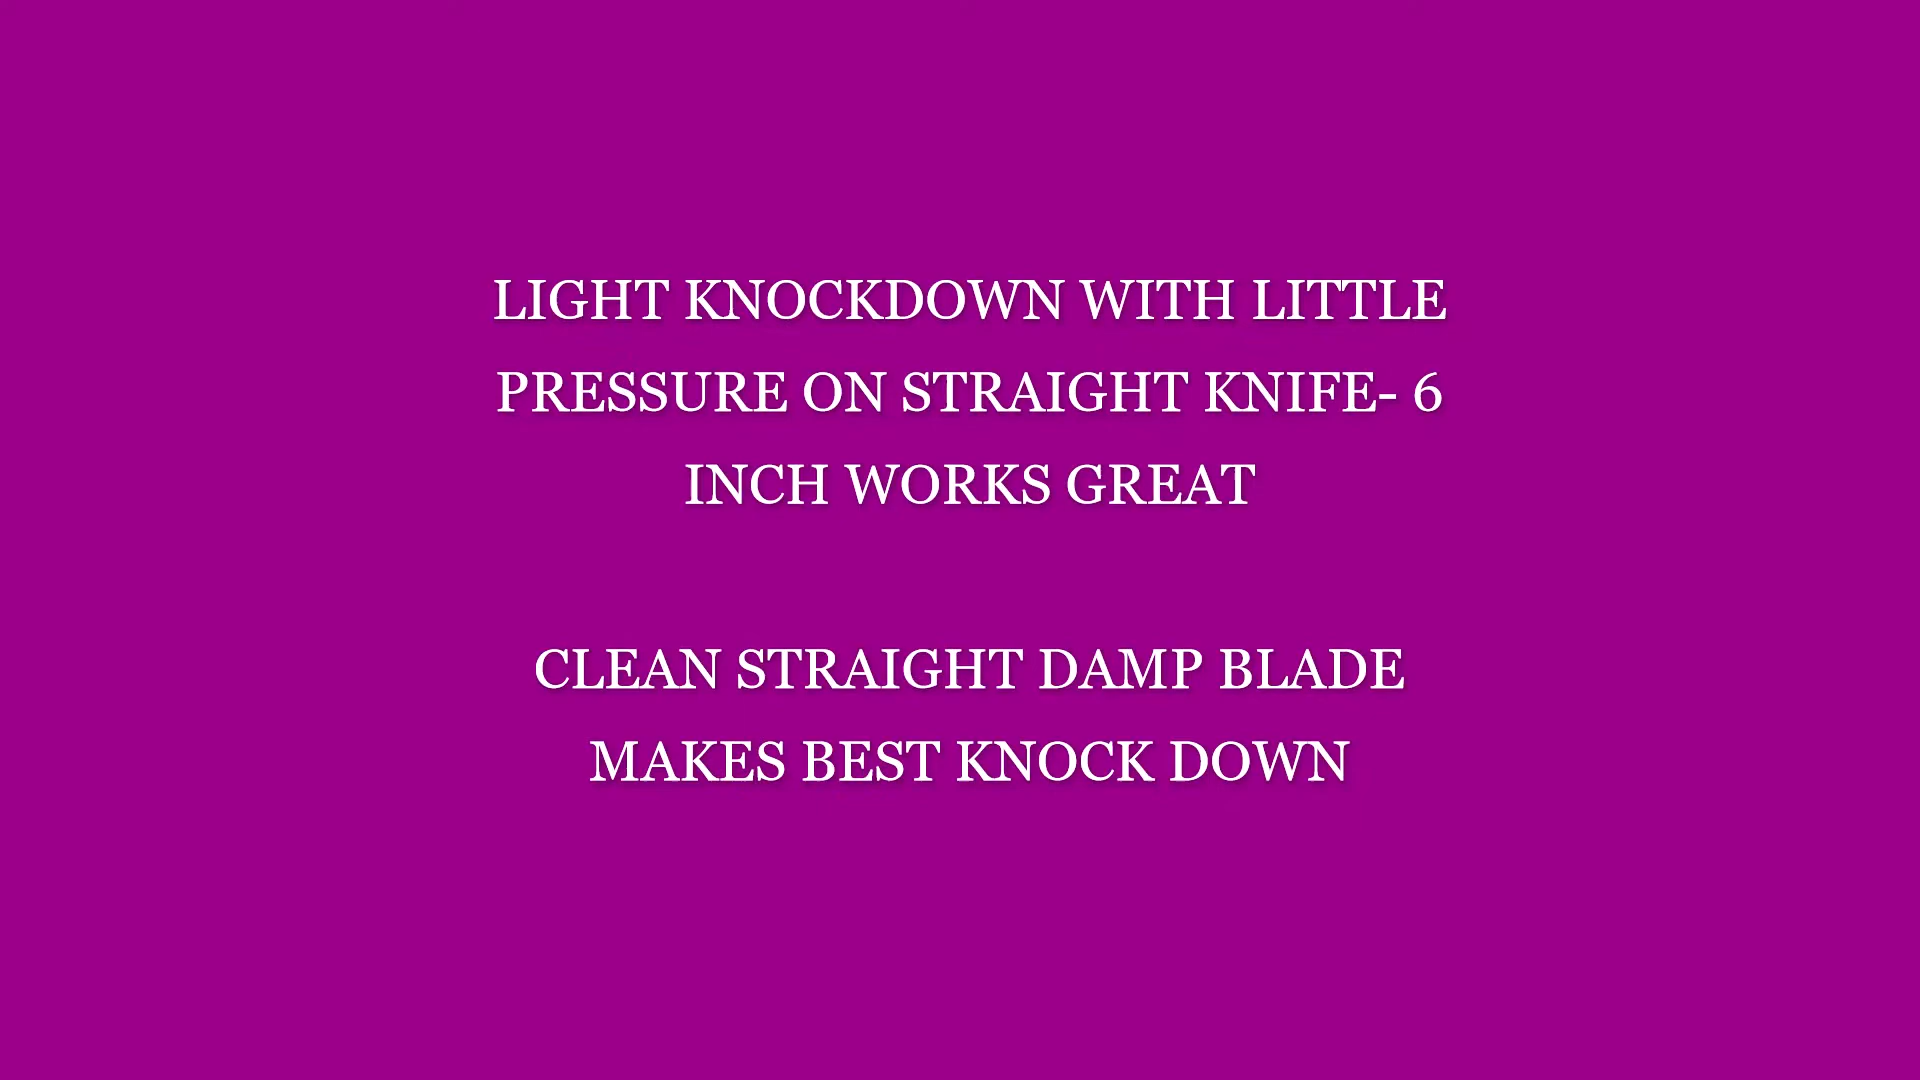 LIGHT KNOCKDOWN WITH LITTLE
PRESSURE ON STRAIGHT KNIFE- 6
INCH WORKS GREAT
CLEAN STRAIGHT DAMP BLADE
MAKES BEST KNOCK DOWN